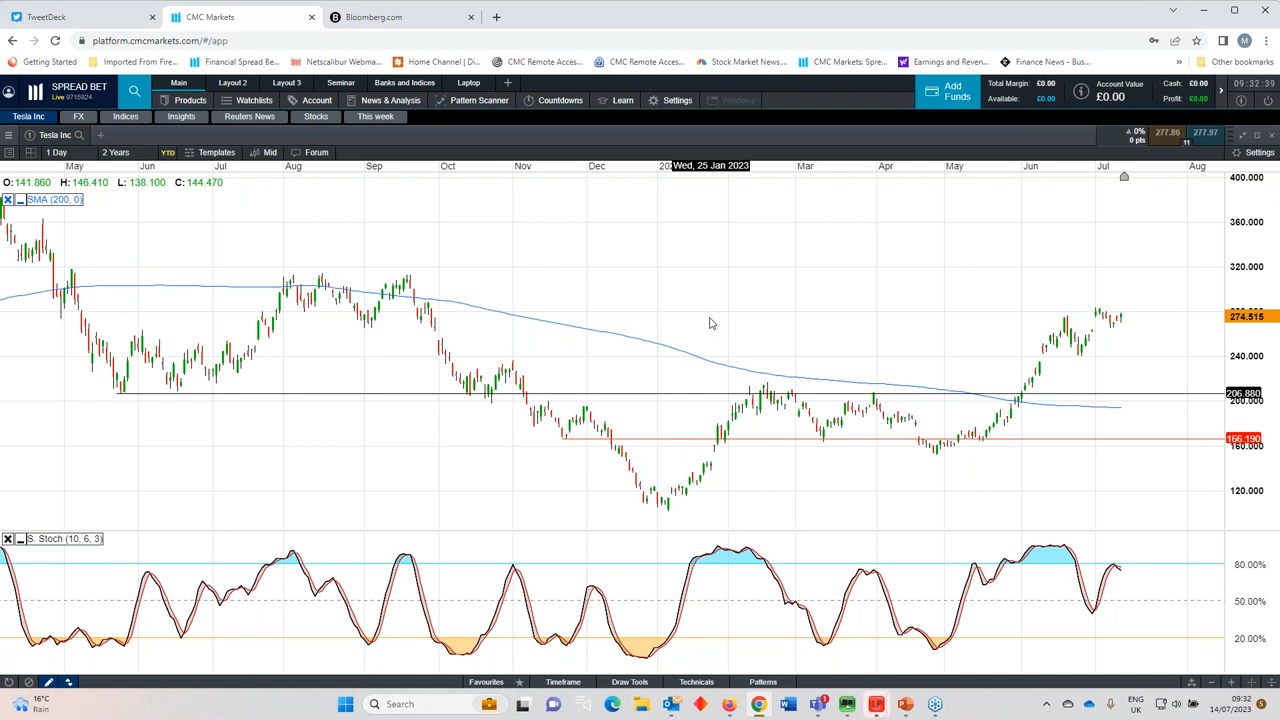 TweetDeck
CMC Markets
Bloomberg.com
platform.cmcmarkets.com/#/app
Getting Started
Imported From Fire...
Financial Spread Be...
Netscalibur Webma...
Home Channel | Di...
CMC Remote Acces...
CMC Remote Acces...
Stock Market News,...
CMC Markets: Spre...
Earnings and Reven...
Finance News - Bus...
»
Other bookmarks
SPREAD BET
Live 9715824
Main
Layout 2
Layout 3
Seminar
Banks and Indices
Laptop
Products
Watchlists
Account
News & Analysis
Pattern Scanner
Countdowns
Learn
Settings
Windows
Add Funds
Total Margin: £0.00
Available: £0.00
Account Value
£0.00
Cash: £0.00
Profit: £0.00
09:32:39
Tesla Inc
FX
Indices
Insights
Reuters News
Stocks
This week
Tesla Inc
0%
0 pts
277.86
277.97
11
1 Day
2 Years
YTD
Templates
Mid
Forum
Settings
May
Jun
Jul
Aug
Sep
Oct
Nov
Dec
Wed, 25 Jan 2023
Mar
Apr
May
Jun
Jul
Aug
O: 141.860 H: 146.410 L: 138.100 C: 144.470
SMA (200, 0)
400.000
360.000
320.000
274.515
240.000
206.880
200.000
166.190
160.000
120.000
S. Stoch (10, 6, 3)
80.00%
50.00%
20.00%
Favourites
Timeframe
Draw Tools
Technicals
Patterns
16°C
Rain
Search
ENG
UK
09:32
14/07/2023